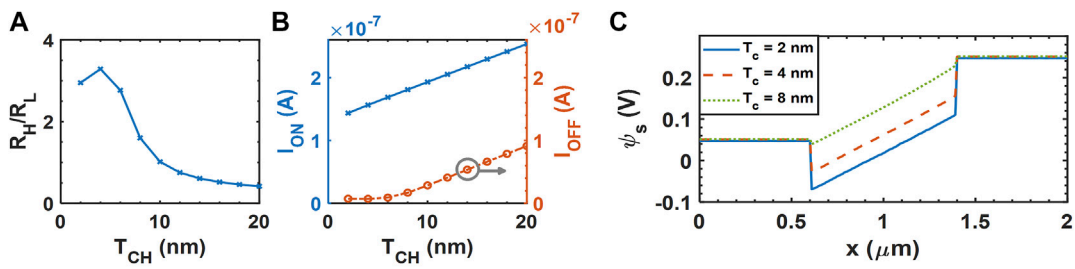 A
R_H/R_L
4
3
2
1
0
0
10
20
T_CH (nm)
B
×10⁻⁷
×10⁻⁷
I_ON (A)
2
1
0
0
10
20
T_CH (nm)
2
1
0
I_OFF (A)
C
T_c = 2 nm
T_c = 4 nm
T_c = 8 nm
ψ_s (V)
0.2
0.1
0
-0.1
0
0.5
1
1.5
2
x (μm)